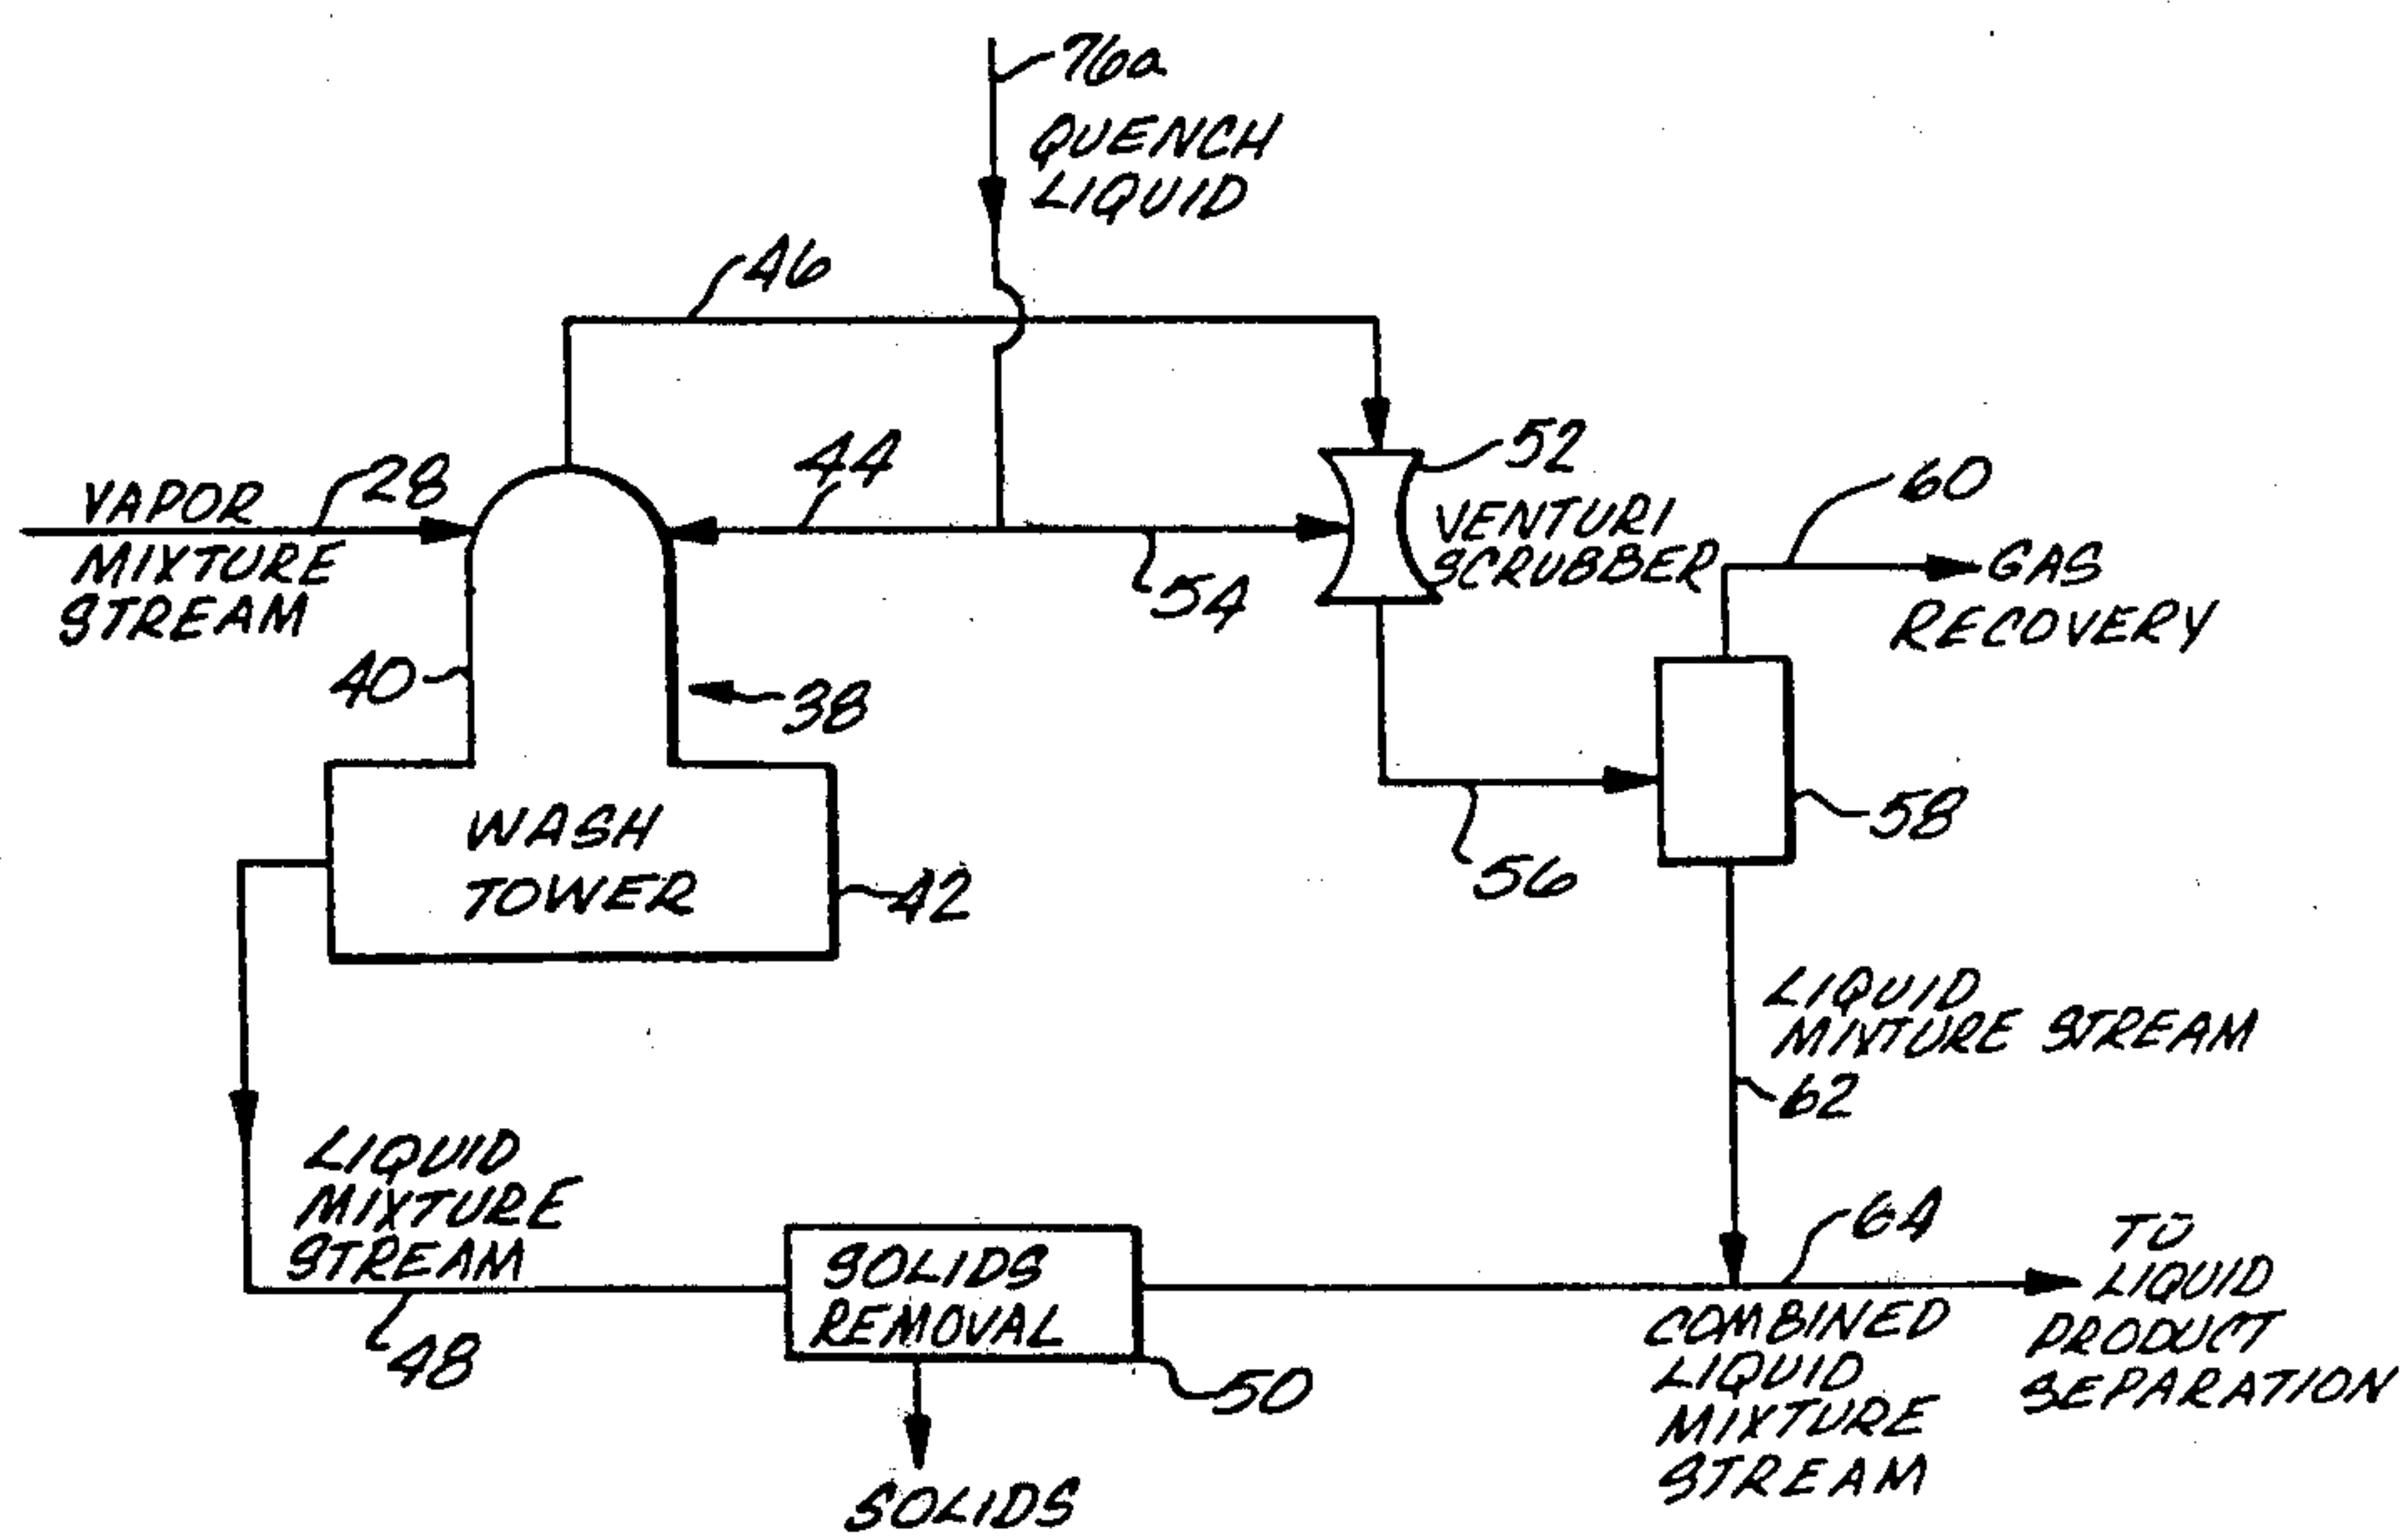 76a
QUENCH
LIQUID
46
44
52
VAPOR
28
MIXTURE
STREAM
VENTURI
SCRUBBER
60
GAS
RECOVERY
54
40
38
WASH
TOWER
42
58
56
LIQUID
MIXTURE STREAM
62
LIQUID
MIXTURE
STREAM
48
SOLIDS
REMOVAL
50
SOLIDS
64
TO
LIQUID
PRODUCT
SEPARATION
COMBINED
LIQUID
MIXTURE
STREAM